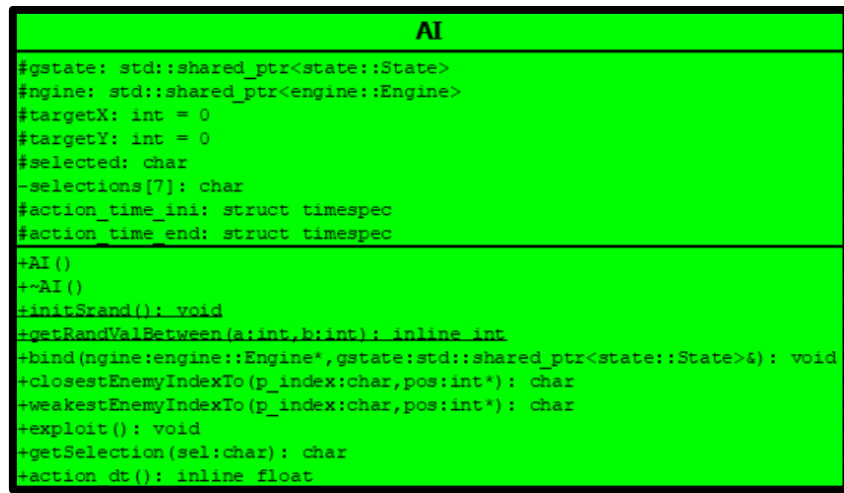 AI
#gstate: std::shared_ptr<state::State>
#ngine: std::shared_ptr<engine::Engine>
#targetX: int = 0
#targetY: int = 0
#selected: char
-selections[7]: char
#action_time_ini: struct timespec
#action_time_end: struct timespec
+AI()
+~AI()
+initSrand(): void
+getRandValBetween(a:int,b:int): inline int
+bind(ngine:engine::Engine*,gstate:std::shared_ptr<state::State>&): void
+closestEnemyIndexTo(p_index:char,pos:int*): char
+weakestEnemyIndexTo(p_index:char,pos:int*): char
+exploit(): void
+getSelection(sel:char): char
+action_dt(): inline float